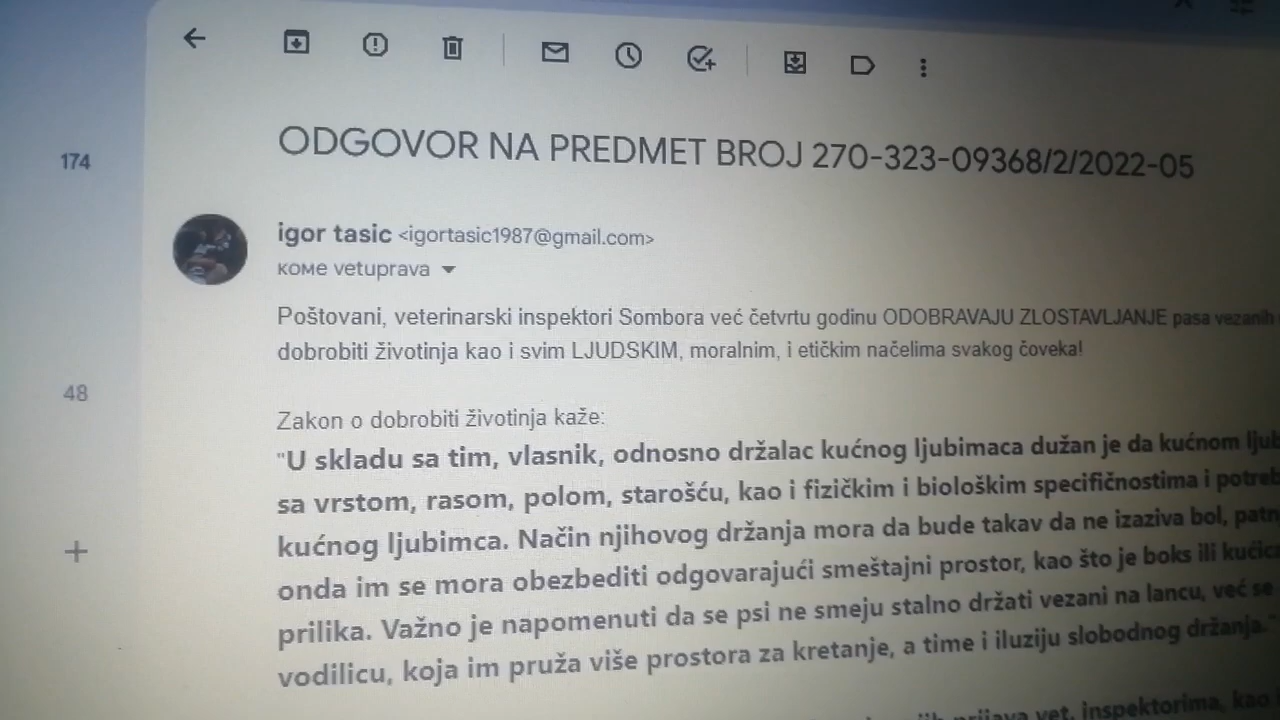 174
ODGOVOR NA PREDMET BROJ 270-323-09368/2/2022-05
igor tasic <igortasic1987@gmail.com>
коме vetuprava
Poštovani, veterinarski inspektori Sombora već četvrtu godinu ODOBRAVAJU ZLOSTAVLJANJE pasa vezanih
dobrobiti životinja kao i svim LJUDSKIM, moralnim, i etičkim načelima svakog čoveka!
48
Zakon o dobrobiti životinja kaže:
"U skladu sa tim, vlasnik, odnosno držalac kućnog ljubimaca dužan je da kućnom
sa vrstom, rasom, polom, starošću, kao i fizičkim i biološkim specifičnostima i
kućnog ljubimca. Način njihovog držanja mora da bude takav da ne izaziva bol,
onda im se mora obezbediti odgovarajući smeštajni prostor, kao što je boks ili
prilika. Važno je napomenuti da se psi ne smeju stalno držati vezani na lancu, već se
vodilicu, koja im pruža više prostora za kretanje, a time i iluziju slobodnog držanja."
prijava vet. inspektorima, kao